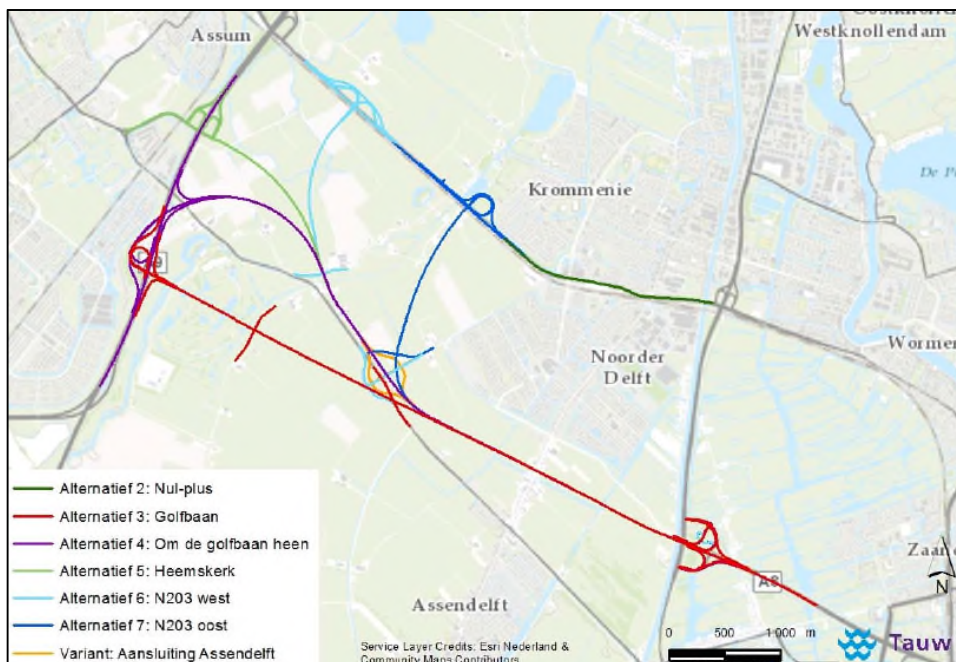 Assum
Westknollendam
De
Krommenie
Wormer
Noorder
Delft
Alternatief 2: Nul-plus
Alternatief 3: Golfbaan
Alternatief 4: Om de golfbaan heen
Alternatief 5: Heemskerk
Alternatief 6: N203 west
Alternatief 7: N203 oost
Variant: Aansluiting Assendelft
Zaan
A8
N
Assendelft
0 500 1.000 m
Tauw
Service Layer Credits: Esri Nederland &
Community Maps Contributors